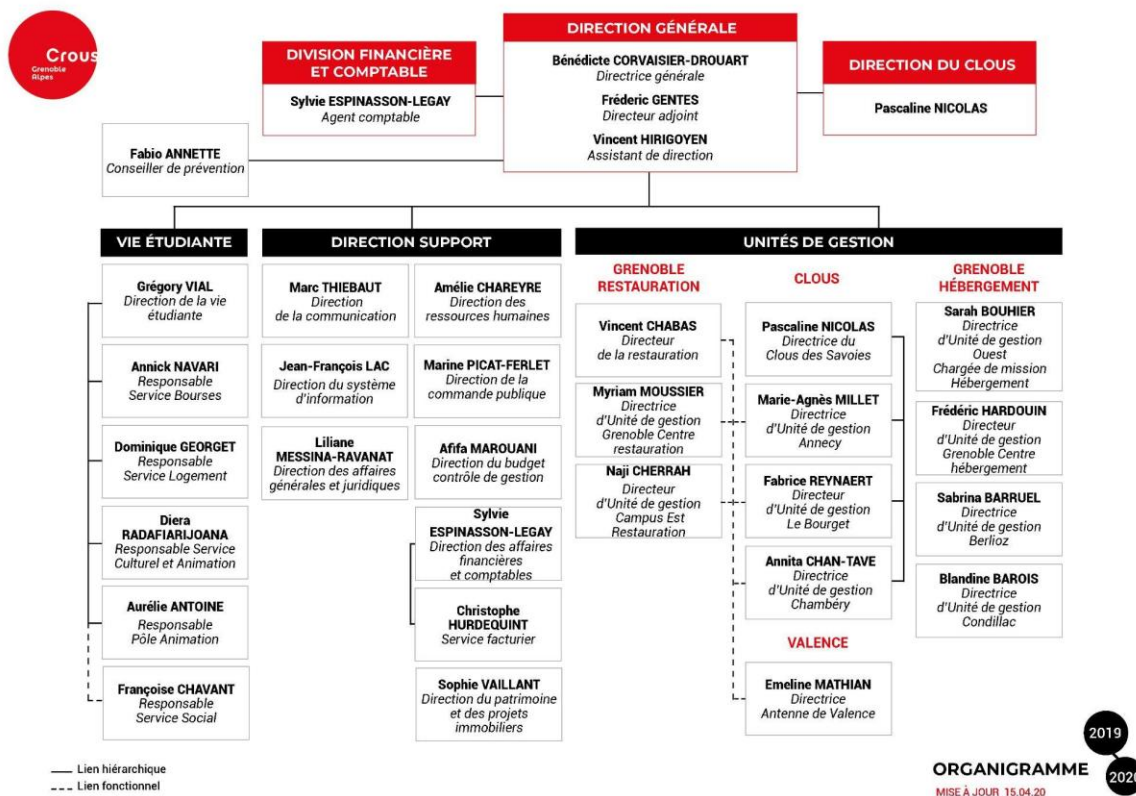 Crous
Grenoble
Alpes
DIRECTION GÉNÉRALE
Bénédicte CORVAISIER-DROUART
Directrice générale
Fréderic GENTES
Directeur adjoint
Vincent HIRIGOYEN
Assistant de direction
DIVISION FINANCIÈRE
ET COMPTABLE
Sylvie ESPINASSON-LEGAY
Agent comptable
DIRECTION DU CLOUS
Pascaline NICOLAS
Fabio ANNETTE
Conseiller de prévention
VIE ÉTUDIANTE
Grégory VIAL
Direction de la vie
étudiante
Annick NAVARI
Responsable
Service Bourses
Dominique GEORGET
Responsable
Service Logement
Diera
RADAFIARIJOANA
Responsable Service
Culturel et Animation
Aurélie ANTOINE
Responsable
Pôle Animation
Françoise CHAVANT
Responsable
Service Social
DIRECTION SUPPORT
Marc THIEBAUT
Direction
de la communication
Jean-François LAC
Direction du système
d'information
Liliane
MESSINA-RAVANAT
Direction des affaires
générales et juridiques
Amélie CHAREYRE
Direction des
ressources humaines
Marine PICAT-FERLET
Direction de la
commande publique
Afifa MAROUANI
Direction du budget
contrôle de gestion
Sylvie
ESPINASSON-LEGAY
Direction des affaires
financières
et comptables
Christophe
HURDEQUINT
Service facturier
Sophie VAILLANT
Direction du patrimoine
et des projets
immobiliers
UNITÉS DE GESTION
GRENOBLE
RESTAURATION
Vincent CHABAS
Directeur
de la restauration
Myriam MOUSSIER
Directrice
d'Unité de gestion
Grenoble Centre
restauration
Naji CHERRAH
Directeur
d'Unité de gestion
Campus Est
Restauration
CLOUS
Pascaline NICOLAS
Directrice du
Clous des Savoies
Marie-Agnès MILLET
Directrice
d'Unité de gestion
Annecy
Fabrice REYNAERT
Directeur
d'Unité de gestion
Le Bourget
Annita CHAN-TAVE
Directrice
d'Unité de gestion
Chambéry
VALENCE
Emeline MATHIAN
Directrice
Antenne de Valence
GRENOBLE
HÉBERGEMENT
Sarah BOUHIER
Directrice
d'Unité de gestion
Ouest
Chargée de mission
Hébergement
Frédéric HARDOUIN
Directeur
d'Unité de gestion
Grenoble Centre
hébergement
Sabrina BARRUEL
Directrice
d'Unité de gestion
Berlioz
Blandine BAROIS
Directrice
d'Unité de gestion
Condillac
Lien hiérarchique
Lien fonctionnel
2019
2020
ORGANIGRAMME
MISE À JOUR 15.04.20